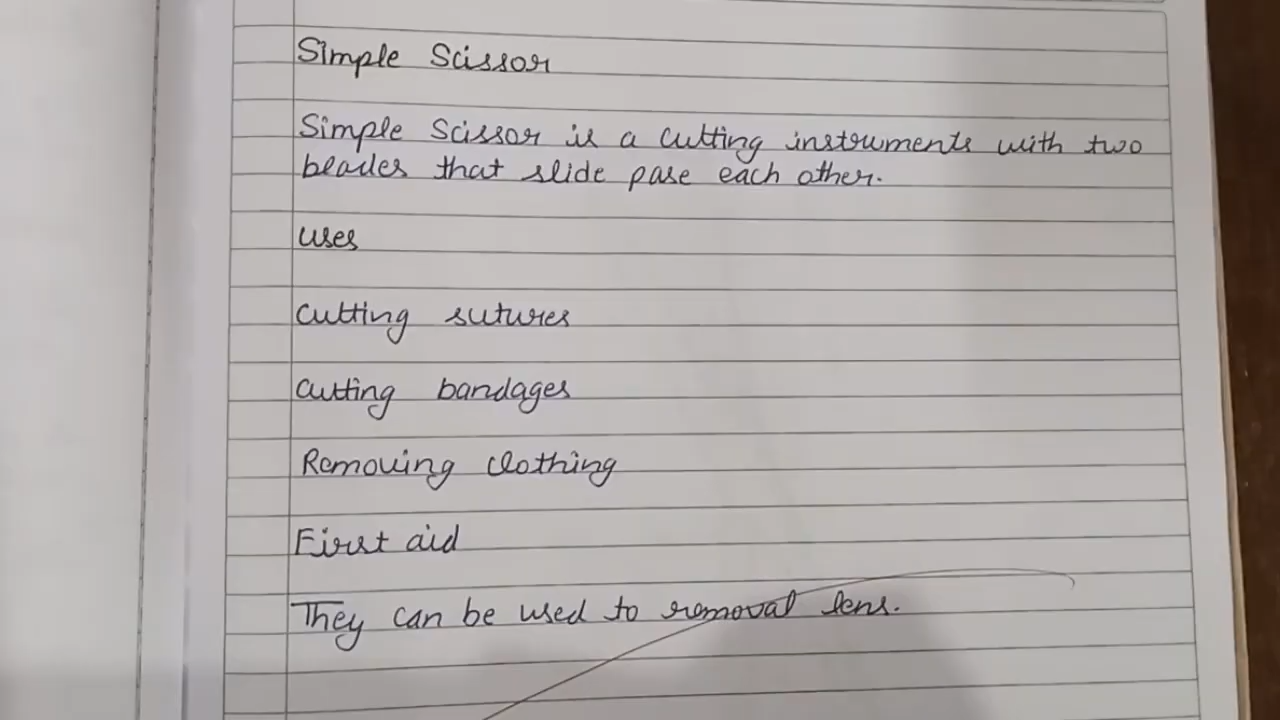 Simple Scissor
Simple Scissor is a cutting instruments with two
blades that slide pase each other.
uses
Cutting sutures
Cutting bandages
Removing Clothing
First aid
They can be used to removal lens.